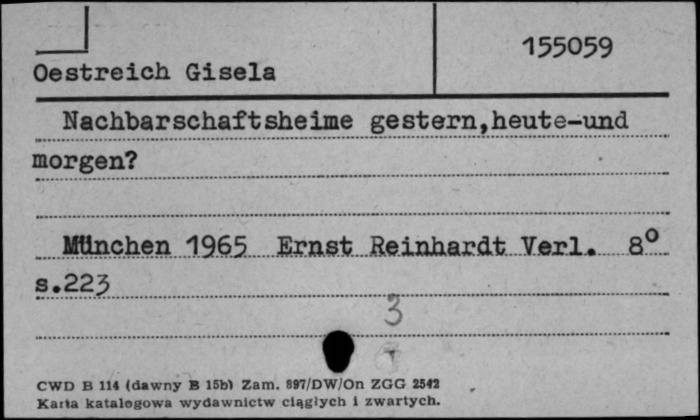 155059
Oestreich Gisela
Nachbarschaftsheime gestern,heute-und
morgen?
München 1965 Ernst Reinhardt Verl. 8°
s.223
3
CWD B 114 (dawny B 15b) Zam. 897/DW/On ZGG 2542
Karta katalogowa wydawnictw ciągłych i zwartych.